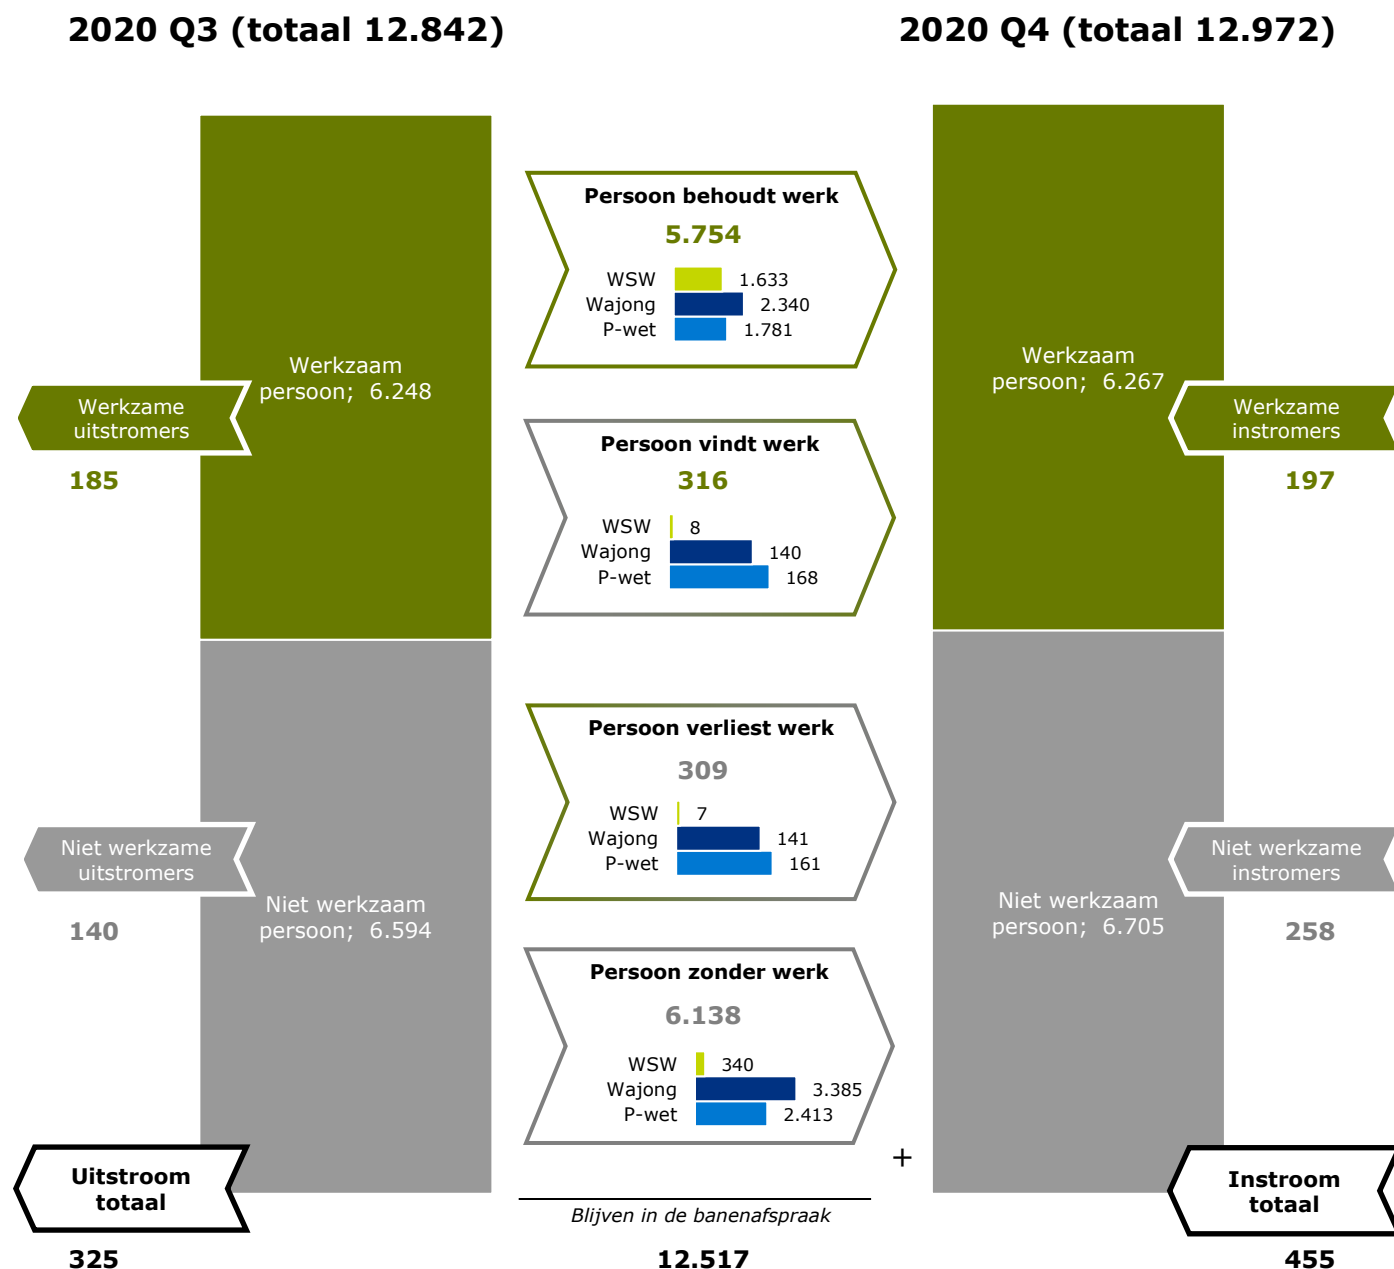 2020 Q3 (totaal 12.842)
2020 Q4 (totaal 12.972)
Werkzaam
persoon; 6.248
Werkzame
uitstromers
185
Niet werkzame
uitstromers
140
Niet werkzaam
persoon; 6.594
Uitstroom
totaal
325
Persoon behoudt werk
5.754
WSW 1.633
Wajong 2.340
P-wet 1.781
Persoon vindt werk
316
WSW 8
Wajong 140
P-wet 168
Persoon verliest werk
309
WSW 7
Wajong 141
P-wet 161
Persoon zonder werk
6.138
WSW 340
Wajong 3.385
P-wet 2.413
+
Blijven in de banenafspraak
12.517
Werkzaam
persoon; 6.267
Werkzame
instromers
197
Niet werkzame
instromers
258
Niet werkzaam
persoon; 6.705
Instroom
totaal
455